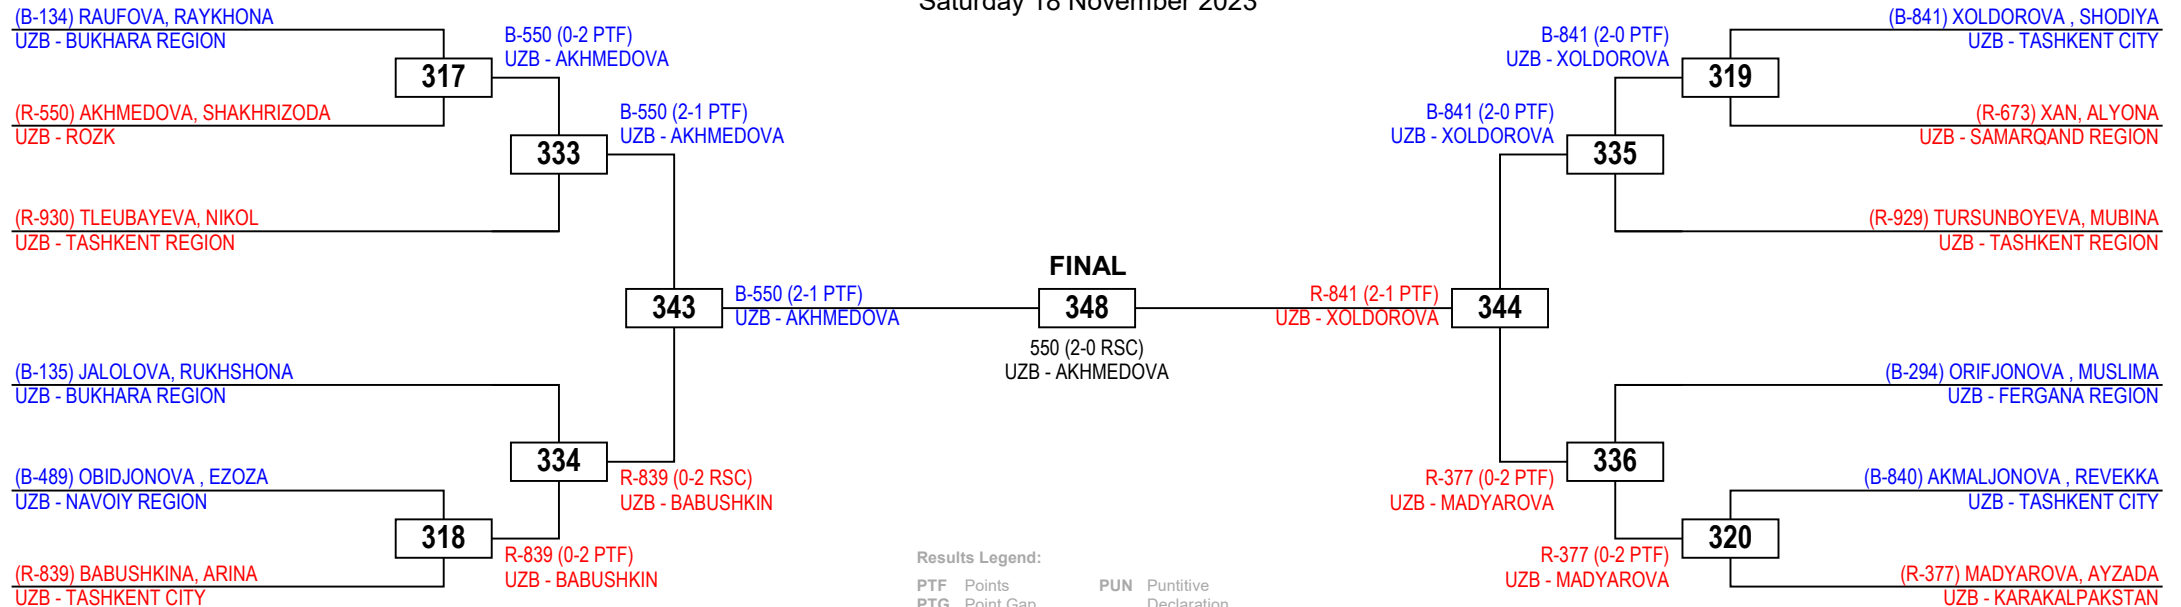 Saturday 18 November 2023
(B-134) RAUFOVA, RAYKHONA
UZB - BUKHARA REGION
317
(R-550) AKHMEDOVA, SHAKHRIZODA
UZB - ROZK
B-550 (0-2 PTF)
UZB - AKHMEDOVA
333
(R-930) TLEUBAYEVA, NIKOL
UZB - TASHKENT REGION
B-550 (2-1 PTF)
UZB - AKHMEDOVA
343
B-550 (2-1 PTF)
UZB - AKHMEDOVA
(B-135) JALOLOVA, RUKHSHONA
UZB - BUKHARA REGION
334
R-839 (0-2 RSC)
UZB - BABUSHKIN
(B-489) OBIDJONOVA , EZOZA
UZB - NAVOIY REGION
318
R-839 (0-2 PTF)
UZB - BABUSHKIN
(R-839) BABUSHKINA, ARINA
UZB - TASHKENT CITY
FINAL
348
550 (2-0 RSC)
UZB - AKHMEDOVA
(B-841) XOLDOROVA , SHODIYA
UZB - TASHKENT CITY
B-841 (2-0 PTF)
UZB - XOLDOROVA
319
(R-673) XAN, ALYONA
UZB - SAMARQAND REGION
B-841 (2-0 PTF)
UZB - XOLDOROVA
335
(R-929) TURSUNBOYEVA, MUBINA
UZB - TASHKENT REGION
R-841 (2-1 PTF)
UZB - XOLDOROVA
344
(B-294) ORIFJONOVA , MUSLIMA
UZB - FERGANA REGION
336
R-377 (0-2 PTF)
UZB - MADYAROVA
(B-840) AKMALJONOVA , REVEKKA
UZB - TASHKENT CITY
320
R-377 (0-2 PTF)
UZB - MADYAROVA
(R-377) MADYAROVA, AYZADA
UZB - KARAKALPAKSTAN
Results Legend:
PTF Points
PUN Puntitive
PTG Point Gap
Declaration